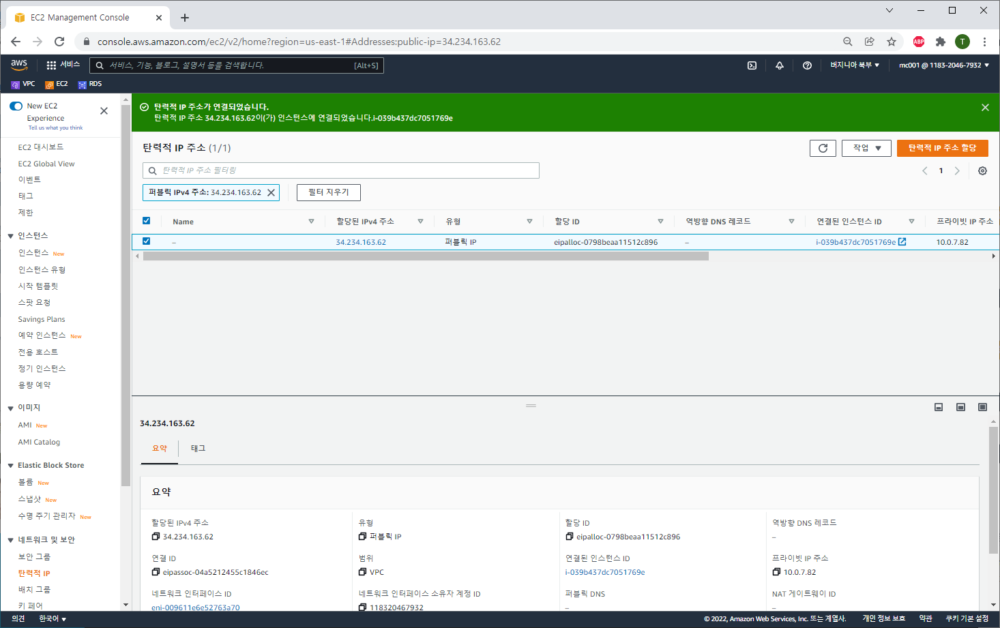 EC2 Management Console
console.aws.amazon.com/ec2/v2/home?region=us-east-1#Addresses:public-ip=34.234.163.62
ABP
T
aws
서비스
서비스, 기능, 블로그, 설명서 등을 검색합니다.
[Alt+S]
버지니아 북부
mc001 @ 1183-2046-7932
VPC
EC2
RDS
New EC2
Experience
Tell us what you think
EC2 대시보드
EC2 Global View
이벤트
태그
제한
인스턴스
인스턴스 New
인스턴스 유형
시작 템플릿
스팟 요청
Savings Plans
예약 인스턴스 New
전용 호스트
정기 인스턴스
용량 예약
이미지
AMI New
AMI Catalog
Elastic Block Store
볼륨 New
스냅샷 New
수명 주기 관리자 New
네트워크 및 보안
보안 그룹
탄력적 IP
배치 그룹
키 페어
탄력적 IP 주소가 연결되었습니다.
탄력적 IP 주소 34.234.163.62이(가) 인스턴스에 연결되었습니다.i-039b437dc7051769e
탄력적 IP 주소 (1/1)
작업
탄력적 IP 주소 할당
탄력적 IP 주소 필터링
1
퍼블릭 IPv4 주소: 34.234.163.62
필터 지우기
Name 할당된 IPv4 주소 유형 할당 ID 역방향 DNS 레코드 연결된 인스턴스 ID 프라이빗 IP 주소
– 34.234.163.62 퍼블릭 IP eipalloc-0798beaa11512c896 – i-039b437dc7051769e 10.0.7.82
34.234.163.62
요약 태그
요약
할당된 IPv4 주소 유형 할당 ID 역방향 DNS 레코드
34.234.163.62 퍼블릭 IP eipalloc-0798beaa11512c896 –
연결 ID 범위 연결된 인스턴스 ID 프라이빗 IP 주소
eipassoc-04a5212455c1846ec VPC i-039b437dc7051769e 10.0.7.82
네트워크 인터페이스 ID 네트워크 인터페이스 소유자 계정 ID 퍼블릭 DNS NAT 게이트웨이 ID
eni-009611e6e52763a70 118320467932 – –
의견 한국어
© 2022, Amazon Web Services, Inc. 또는 계열사. 개인 정보 보호 약관 쿠키 기본 설정